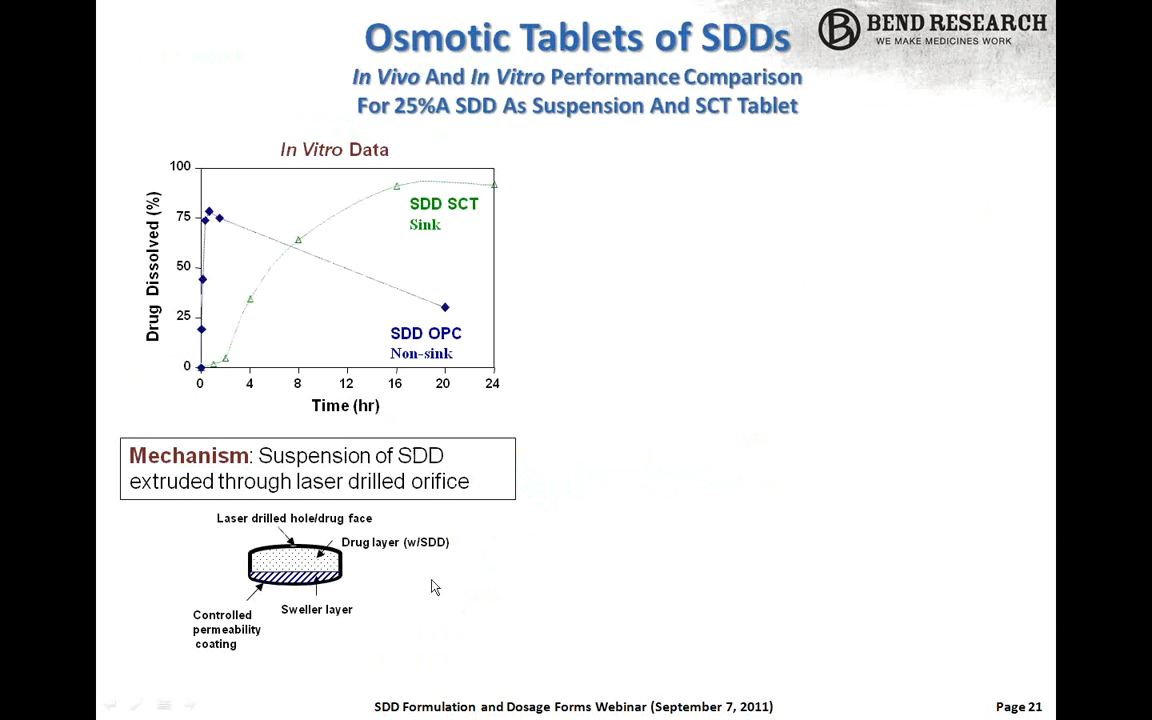 Osmotic Tablets of SDDs
BEND RESEARCH
WE MAKE MEDICINES WORK
In Vivo And In Vitro Performance Comparison
For 25%A SDD As Suspension And SCT Tablet
In Vitro Data
100
75
50
25
0
Drug Dissolved (%)
SDD SCT
Sink
SDD OPC
Non-sink
0 4 8 12 16 20 24
Time (hr)
Mechanism: Suspension of SDD
extruded through laser drilled orifice
Laser drilled hole/drug face
Drug layer (w/SDD)
Sweller layer
Controlled
permeability
coating
SDD Formulation and Dosage Forms Webinar (September 7, 2011)
Page 21